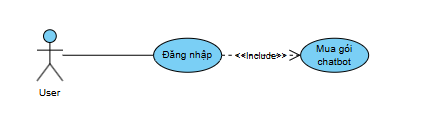 Đăng nhập
<<Include>>
Mua gói
chatbot
User